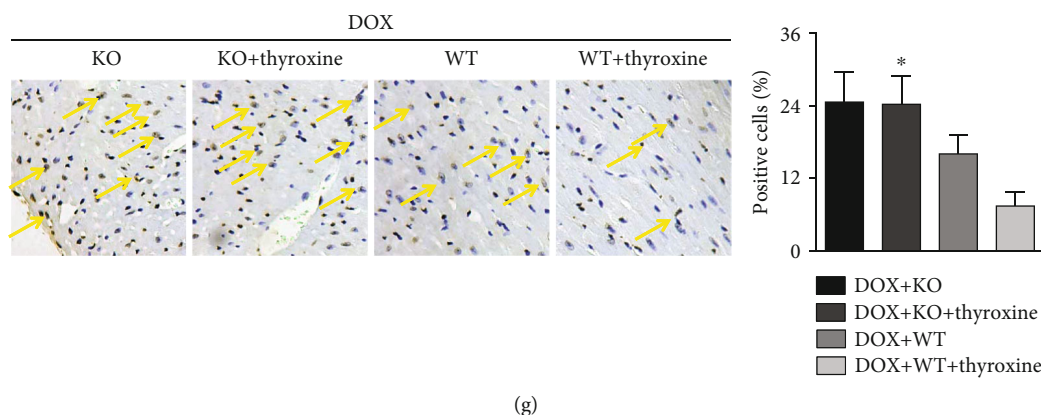 DOX
KO KO+thyroxine WT WT+thyroxine
36
24
12
0
Positive cells (%)
*
DOX+KO
DOX+KO+thyroxine
DOX+WT
DOX+WT+thyroxine
(g)